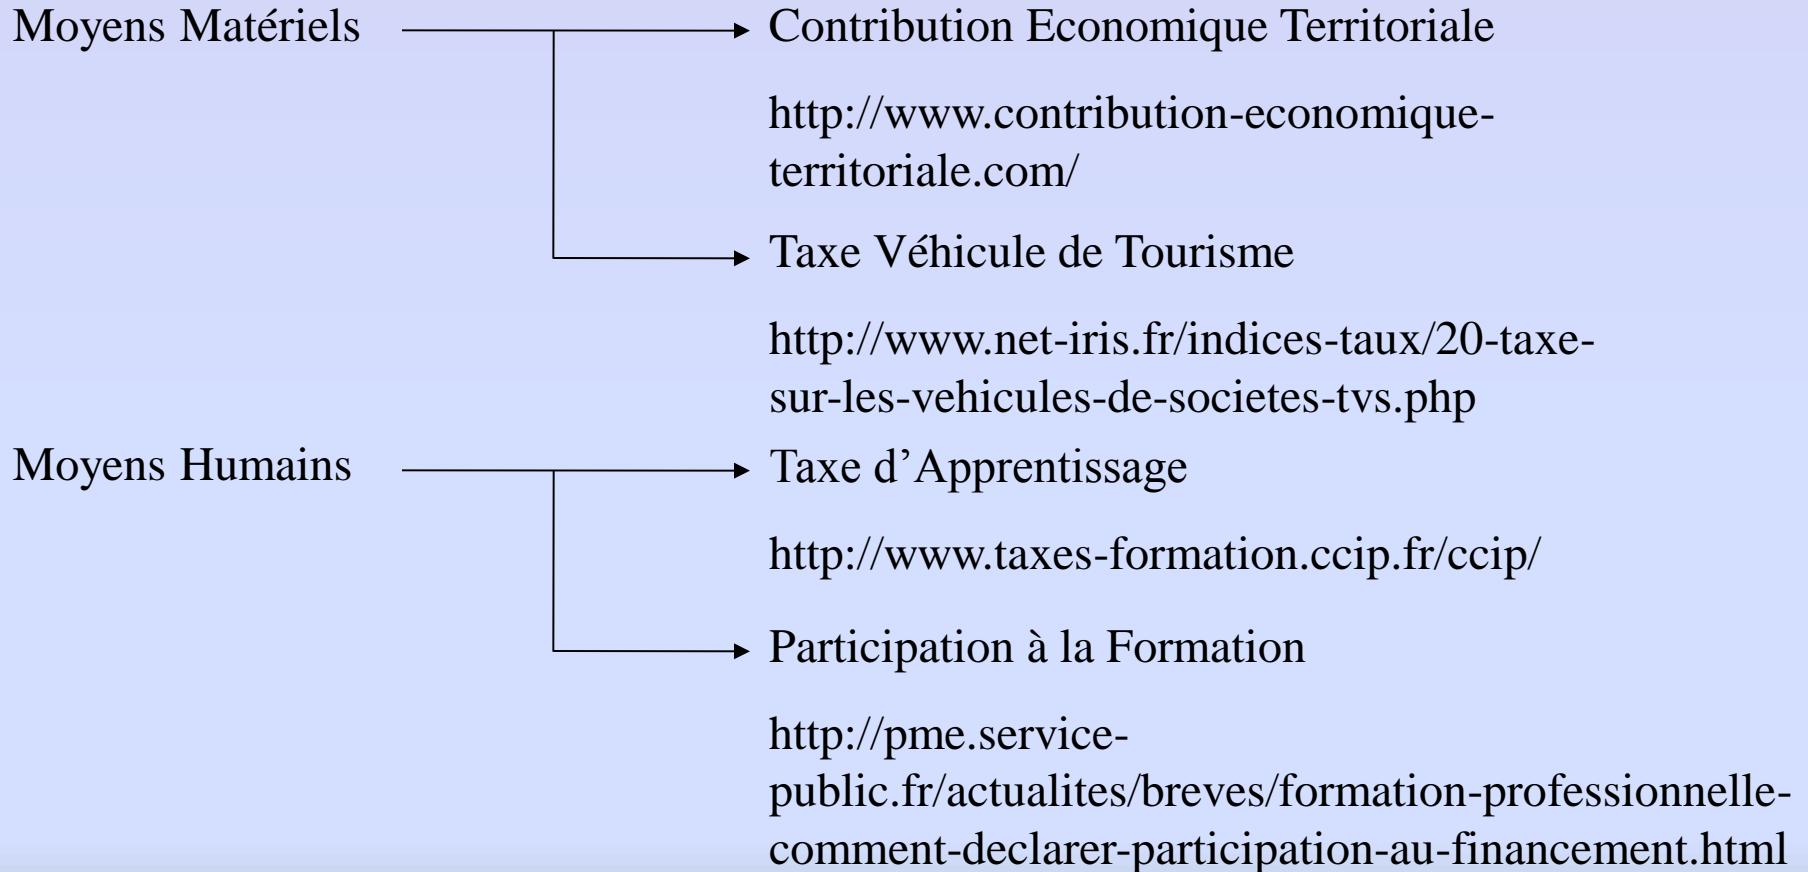 Moyens Matériels
Contribution Economique Territoriale
http://www.contribution-economique-
territoriale.com/
Taxe Véhicule de Tourisme
http://www.net-iris.fr/indices-taux/20-taxe-
sur-les-vehicules-de-societes-tvs.php
Moyens Humains
Taxe d’Apprentissage
http://www.taxes-formation.ccip.fr/ccip/
Participation à la Formation
http://pme.service-
public.fr/actualites/breves/formation-professionnelle-
comment-declarer-participation-au-financement.html